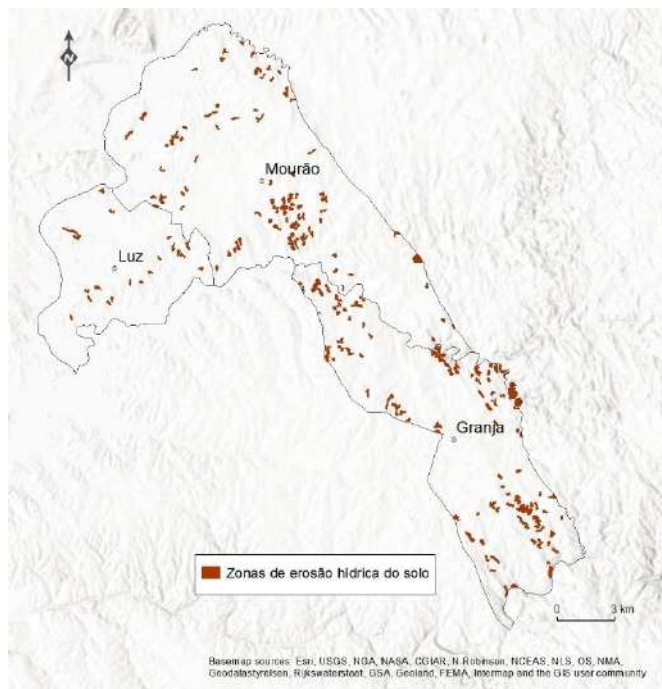 N
Mourão
Luz
Granja
Zonas de erosão hídrica do solo
0 3 km
Basemap sources: Esri, USGS, NGA, NASA, CGIAR, N Robinson, NCEAS, NLS, OS, NMA,
Geodatastyrelsen, Rijkswaterstaat, GSA, Geoland, FEMA, Intermap and the GIS user community